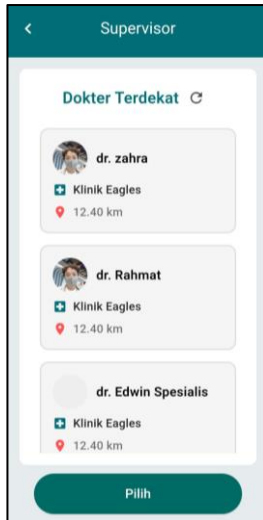 Supervisor
Dokter Terdekat
dr. zahra
Klinik Eagles
12.40 km
dr. Rahmat
Klinik Eagles
12.40 km
dr. Edwin Spesialis
Klinik Eagles
12.40 km
Pilih